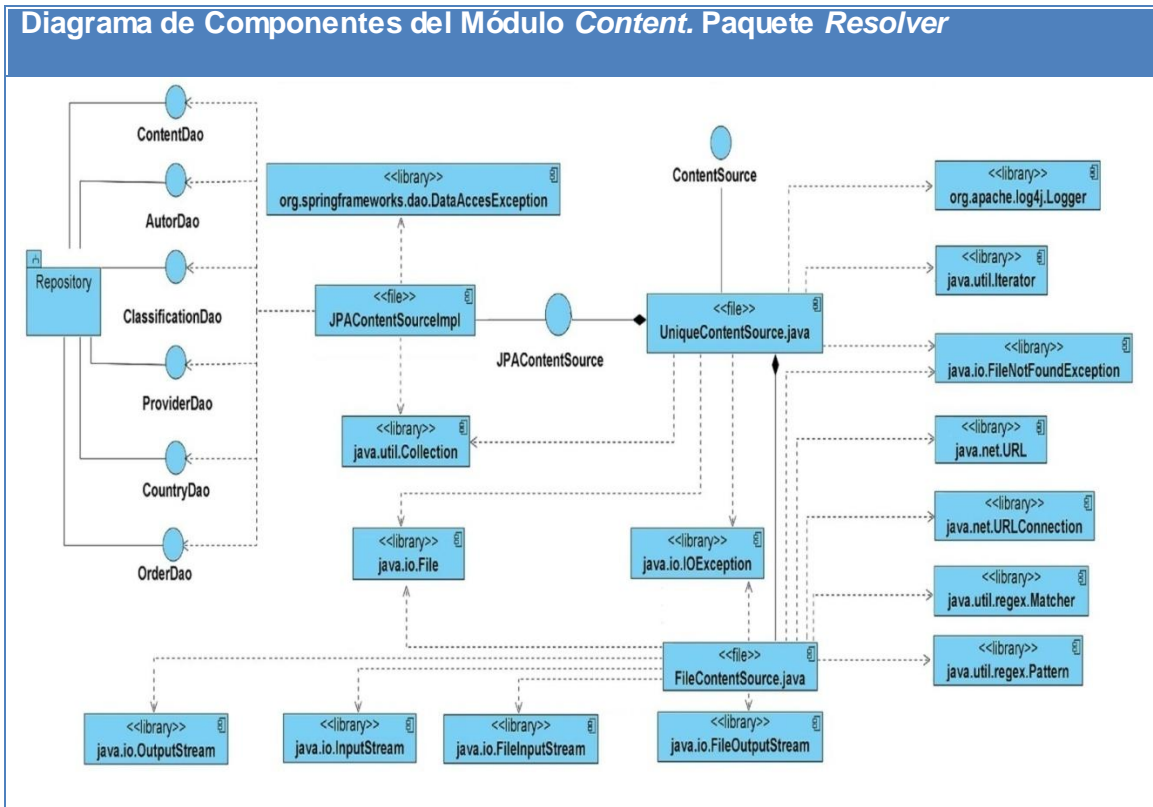 Diagrama de Componentes del Módulo Content. Paquete Resolver
ContentDao
AutorDao
Repository
ClassificationDao
ProviderDao
CountryDao
OrderDao
<<library>>
org.springframeworks.dao.DataAccesException
<<file>>
JPAContentSourceImpl
JPAContentSource
ContentSource
<<file>>
UniqueContentSource.java
<<library>>
org.apache.log4j.Logger
<<library>>
java.util.Iterator
<<library>>
java.io.FileNotFoundException
<<library>>
java.net.URL
<<library>>
java.net.URLConnection
<<library>>
java.util.regex.Matcher
<<library>>
java.util.regex.Pattern
<<library>>
java.util.Collection
<<library>>
java.io.File
<<library>>
java.io.IOException
<<file>>
FileContentSource.java
<<library>>
java.io.OutputStream
<<library>>
java.io.InputStream
<<library>>
java.io.FileInputStream
<<library>>
java.io.FileOutputStream